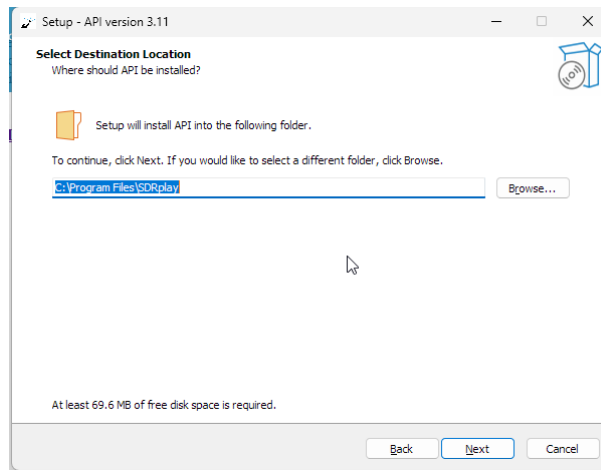 Setup - API version 3.11
Select Destination Location
Where should API be installed?
Setup will install API into the following folder.
To continue, click Next. If you would like to select a different folder, click Browse.
C:\Program Files\SDRplay
Browse...
At least 69.6 MB of free disk space is required.
Back
Next
Cancel